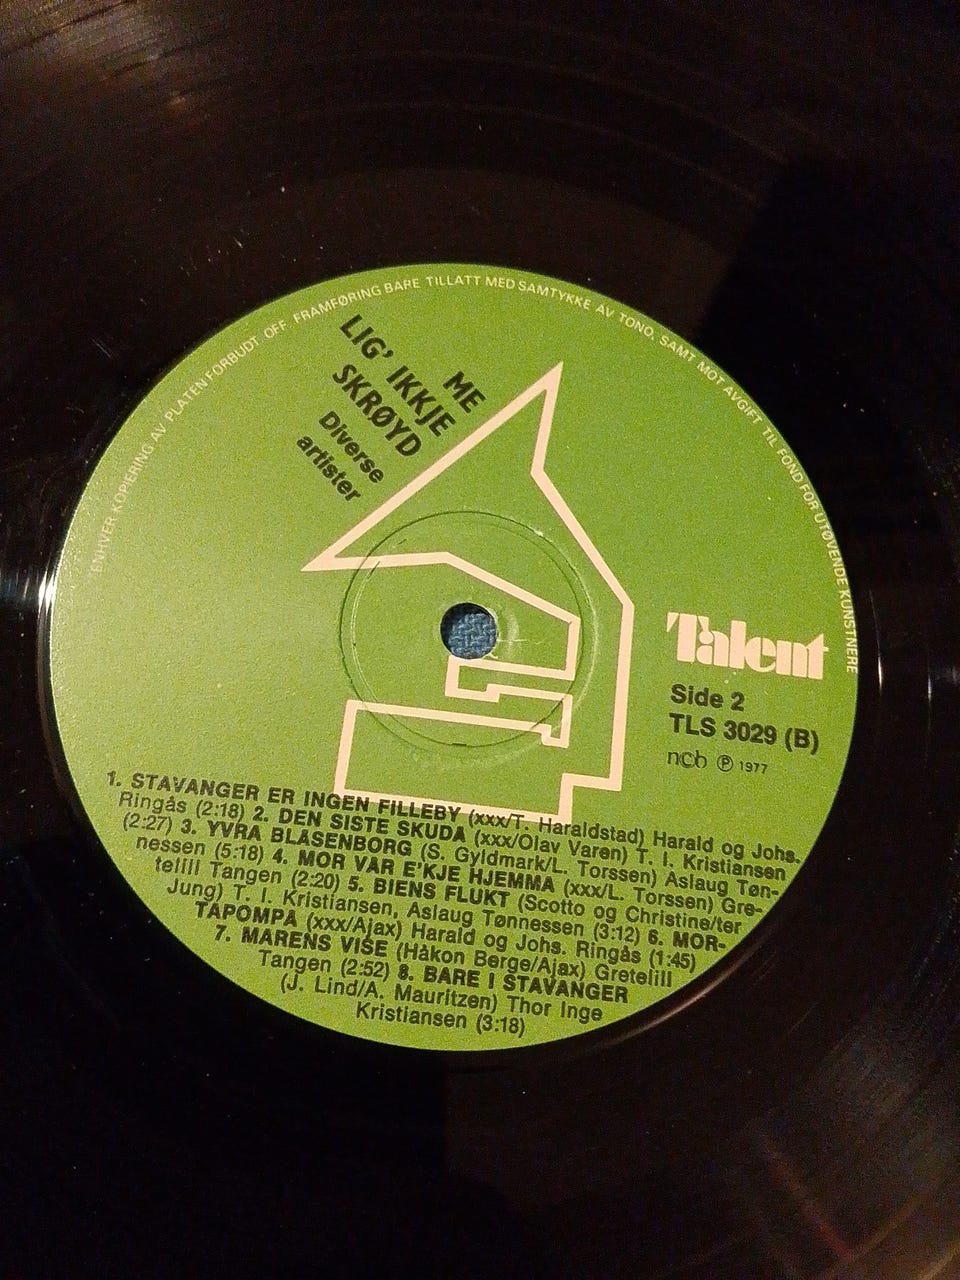 ENHVER KOPIERING AV PLATEN FORBUDT OFF. FRAMFØRING BARE TILLATT MED SAMTYKKE AV TONO, SAMT MOT AVGIFT TIL FOND FOR UTØVENDE KUNSTNERE
ME
LIG' IKKJE
SKRØYD
Diverse
artister
Talent
Side 2
TLS 3029 (B)
ncb Ⓟ 1977
1. STAVANGER ER INGEN FILLEBY (xxx/T. Haraldstad) Harald og Johs.
Ringås (2:18) 2. DEN SISTE SKUDA (xxx/Olav Varen) T. I. Kristiansen
(2:27) 3. YVRA BLASENBORG (S. Gyldmark/L. Torssen) Aslaug Tøn-
nessen (5:18) 4. MOR VAR E'KJE HJEMMA (xxx/L. Torssen) Gre-
telill Tangen (2:20) 5. BIENS FLUKT (Scotto og Christine/ter
Jung) T. I. Kristiansen, Aslaug Tønnessen (3:12) 6. MOR-
TAPOMPA (xxx/Ajax) Harald og Johs. Ringås (1:45)
7. MARENS VISE (Håkon Berge/Ajax) Gretelill
Tangen (2:52) 8. BARE I STAVANGER
(J. Lind/A. Mauritzen) Thor Inge
Kristiansen (3:18)